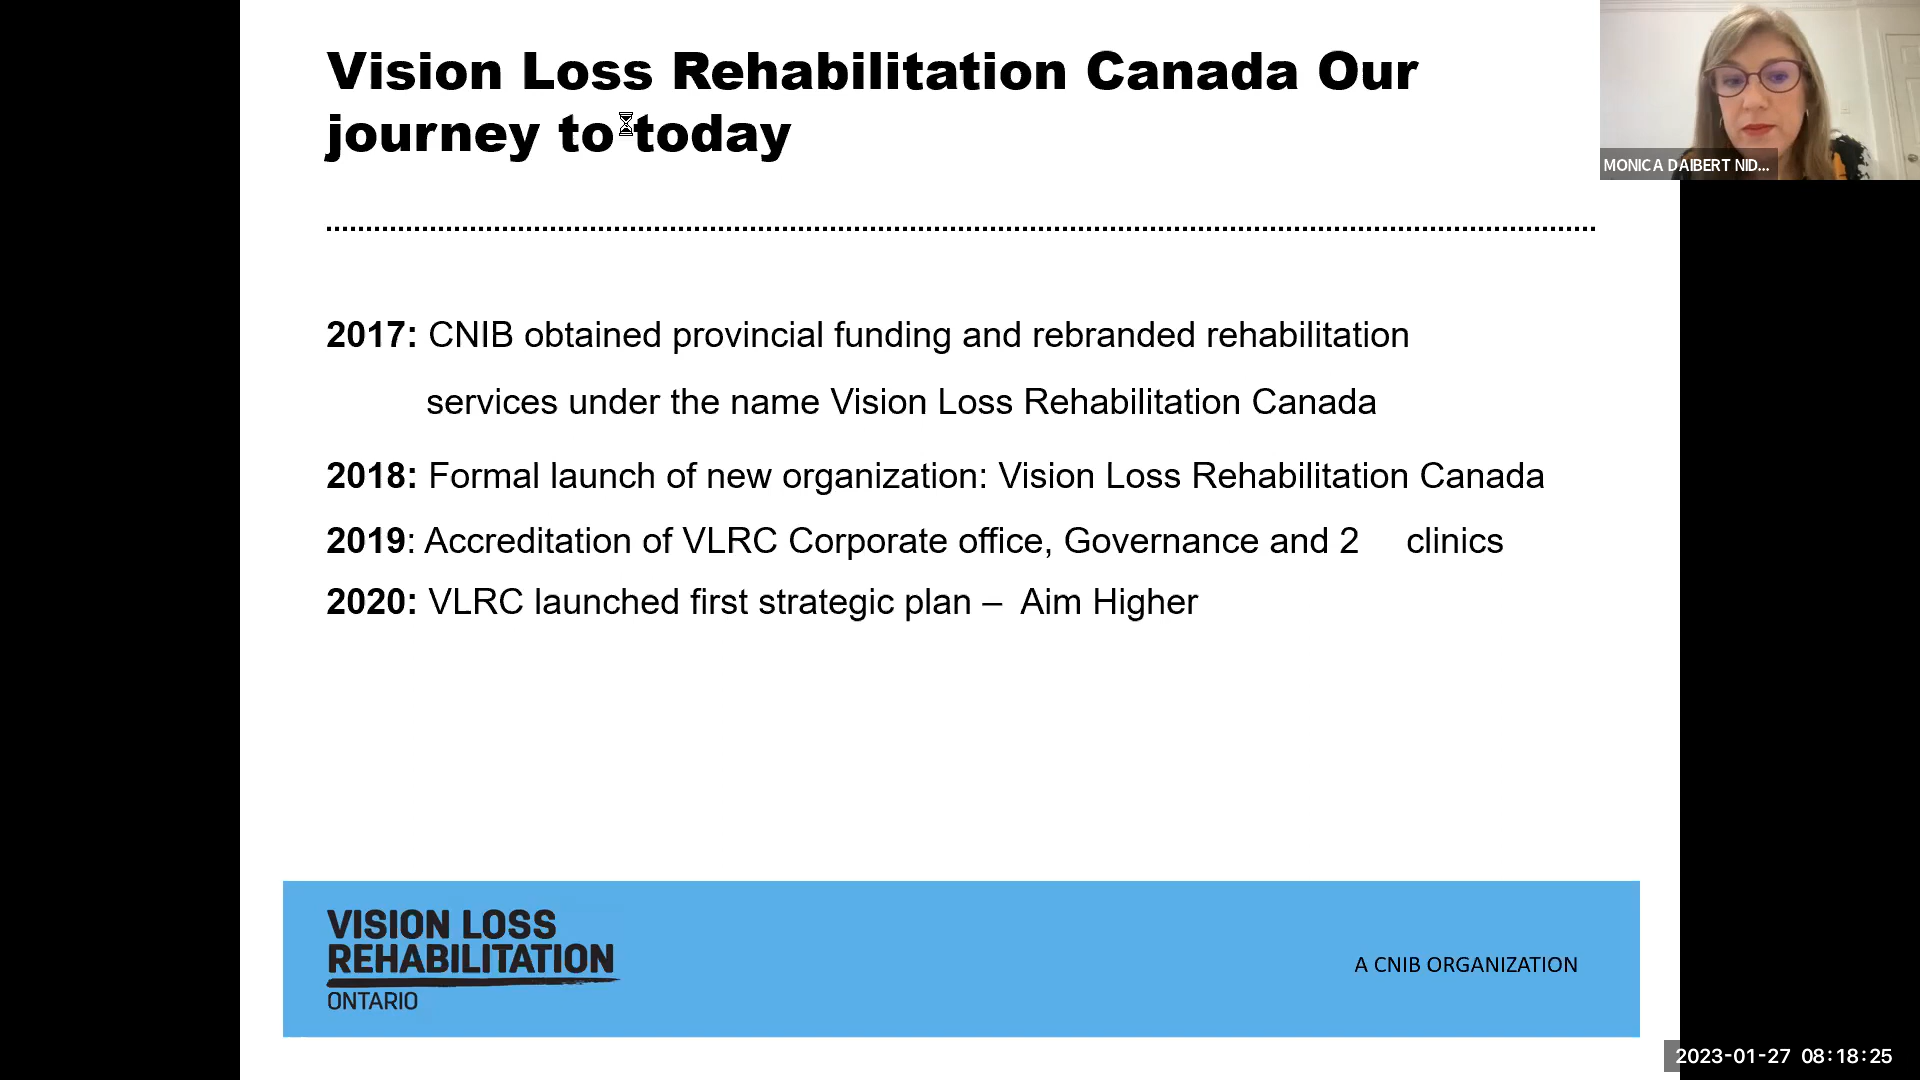 Vision Loss Rehabilitation Canada Our
journey to today
MONICA DAIBERT NID...
2017: CNIB obtained provincial funding and rebranded rehabilitation
services under the name Vision Loss Rehabilitation Canada
2018: Formal launch of new organization: Vision Loss Rehabilitation Canada
2019: Accreditation of VLRC Corporate office, Governance and 2 clinics
2020: VLRC launched first strategic plan – Aim Higher
VISION LOSS
REHABILITATION
ONTARIO
A CNIB ORGANIZATION
2023-01-27 08:18:25